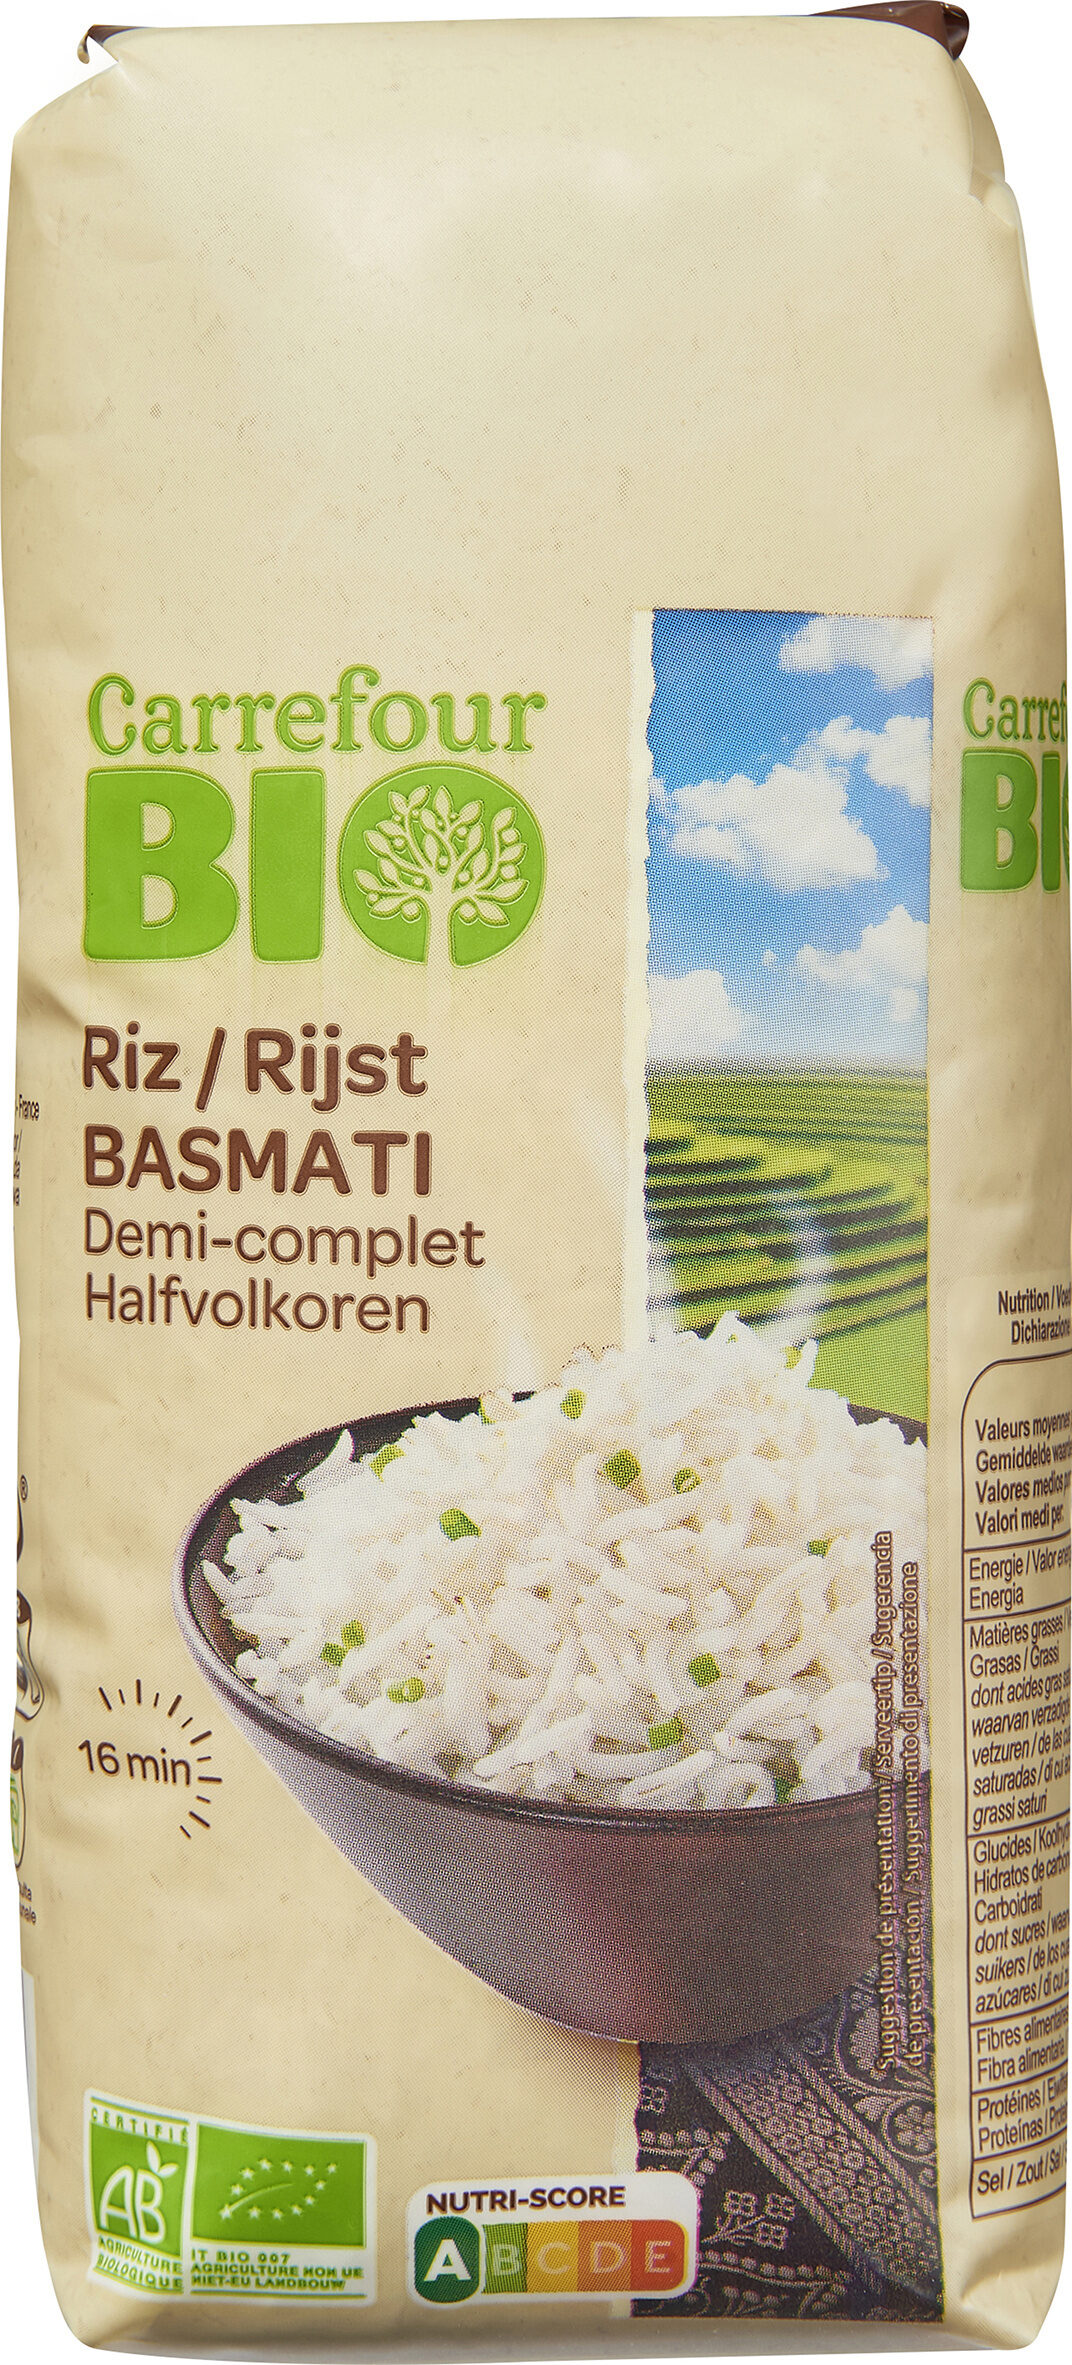 Carrefour
BIO
Riz / Rijst
BASMATI
Demi-complet
Halfvolkoren
16 min
Suggestion de présentation / Serveertip / Sugerencia
de presentación / Suggerimento di presentazione
CERTIFIÉ
AB
AGRICULTURE
BIOLOGIQUE
IT BIO 007
AGRICULTURE NON UE
NIET-EU LANDBOUW
NUTRI-SCORE
A B C D E
France
Nutrition /
Dichiarazione
Valeurs moyennes
Gemiddelde
Valores medios
Valori medi per:
Energie / Valor
Energia
Matières grasses /
Grasas / Grassi
dont acides gras
waarvan verzadigde
vetzuren / de las
saturadas / di cui
grassi saturi
Glucides /
Hidratos de
Carboidrati
dont sucres /
suikers / de los
azúcares / di cui
Fibres alimentaires
Fibra alimentaria
Protéines /
Proteínas /
Sel / Zout / Sal /